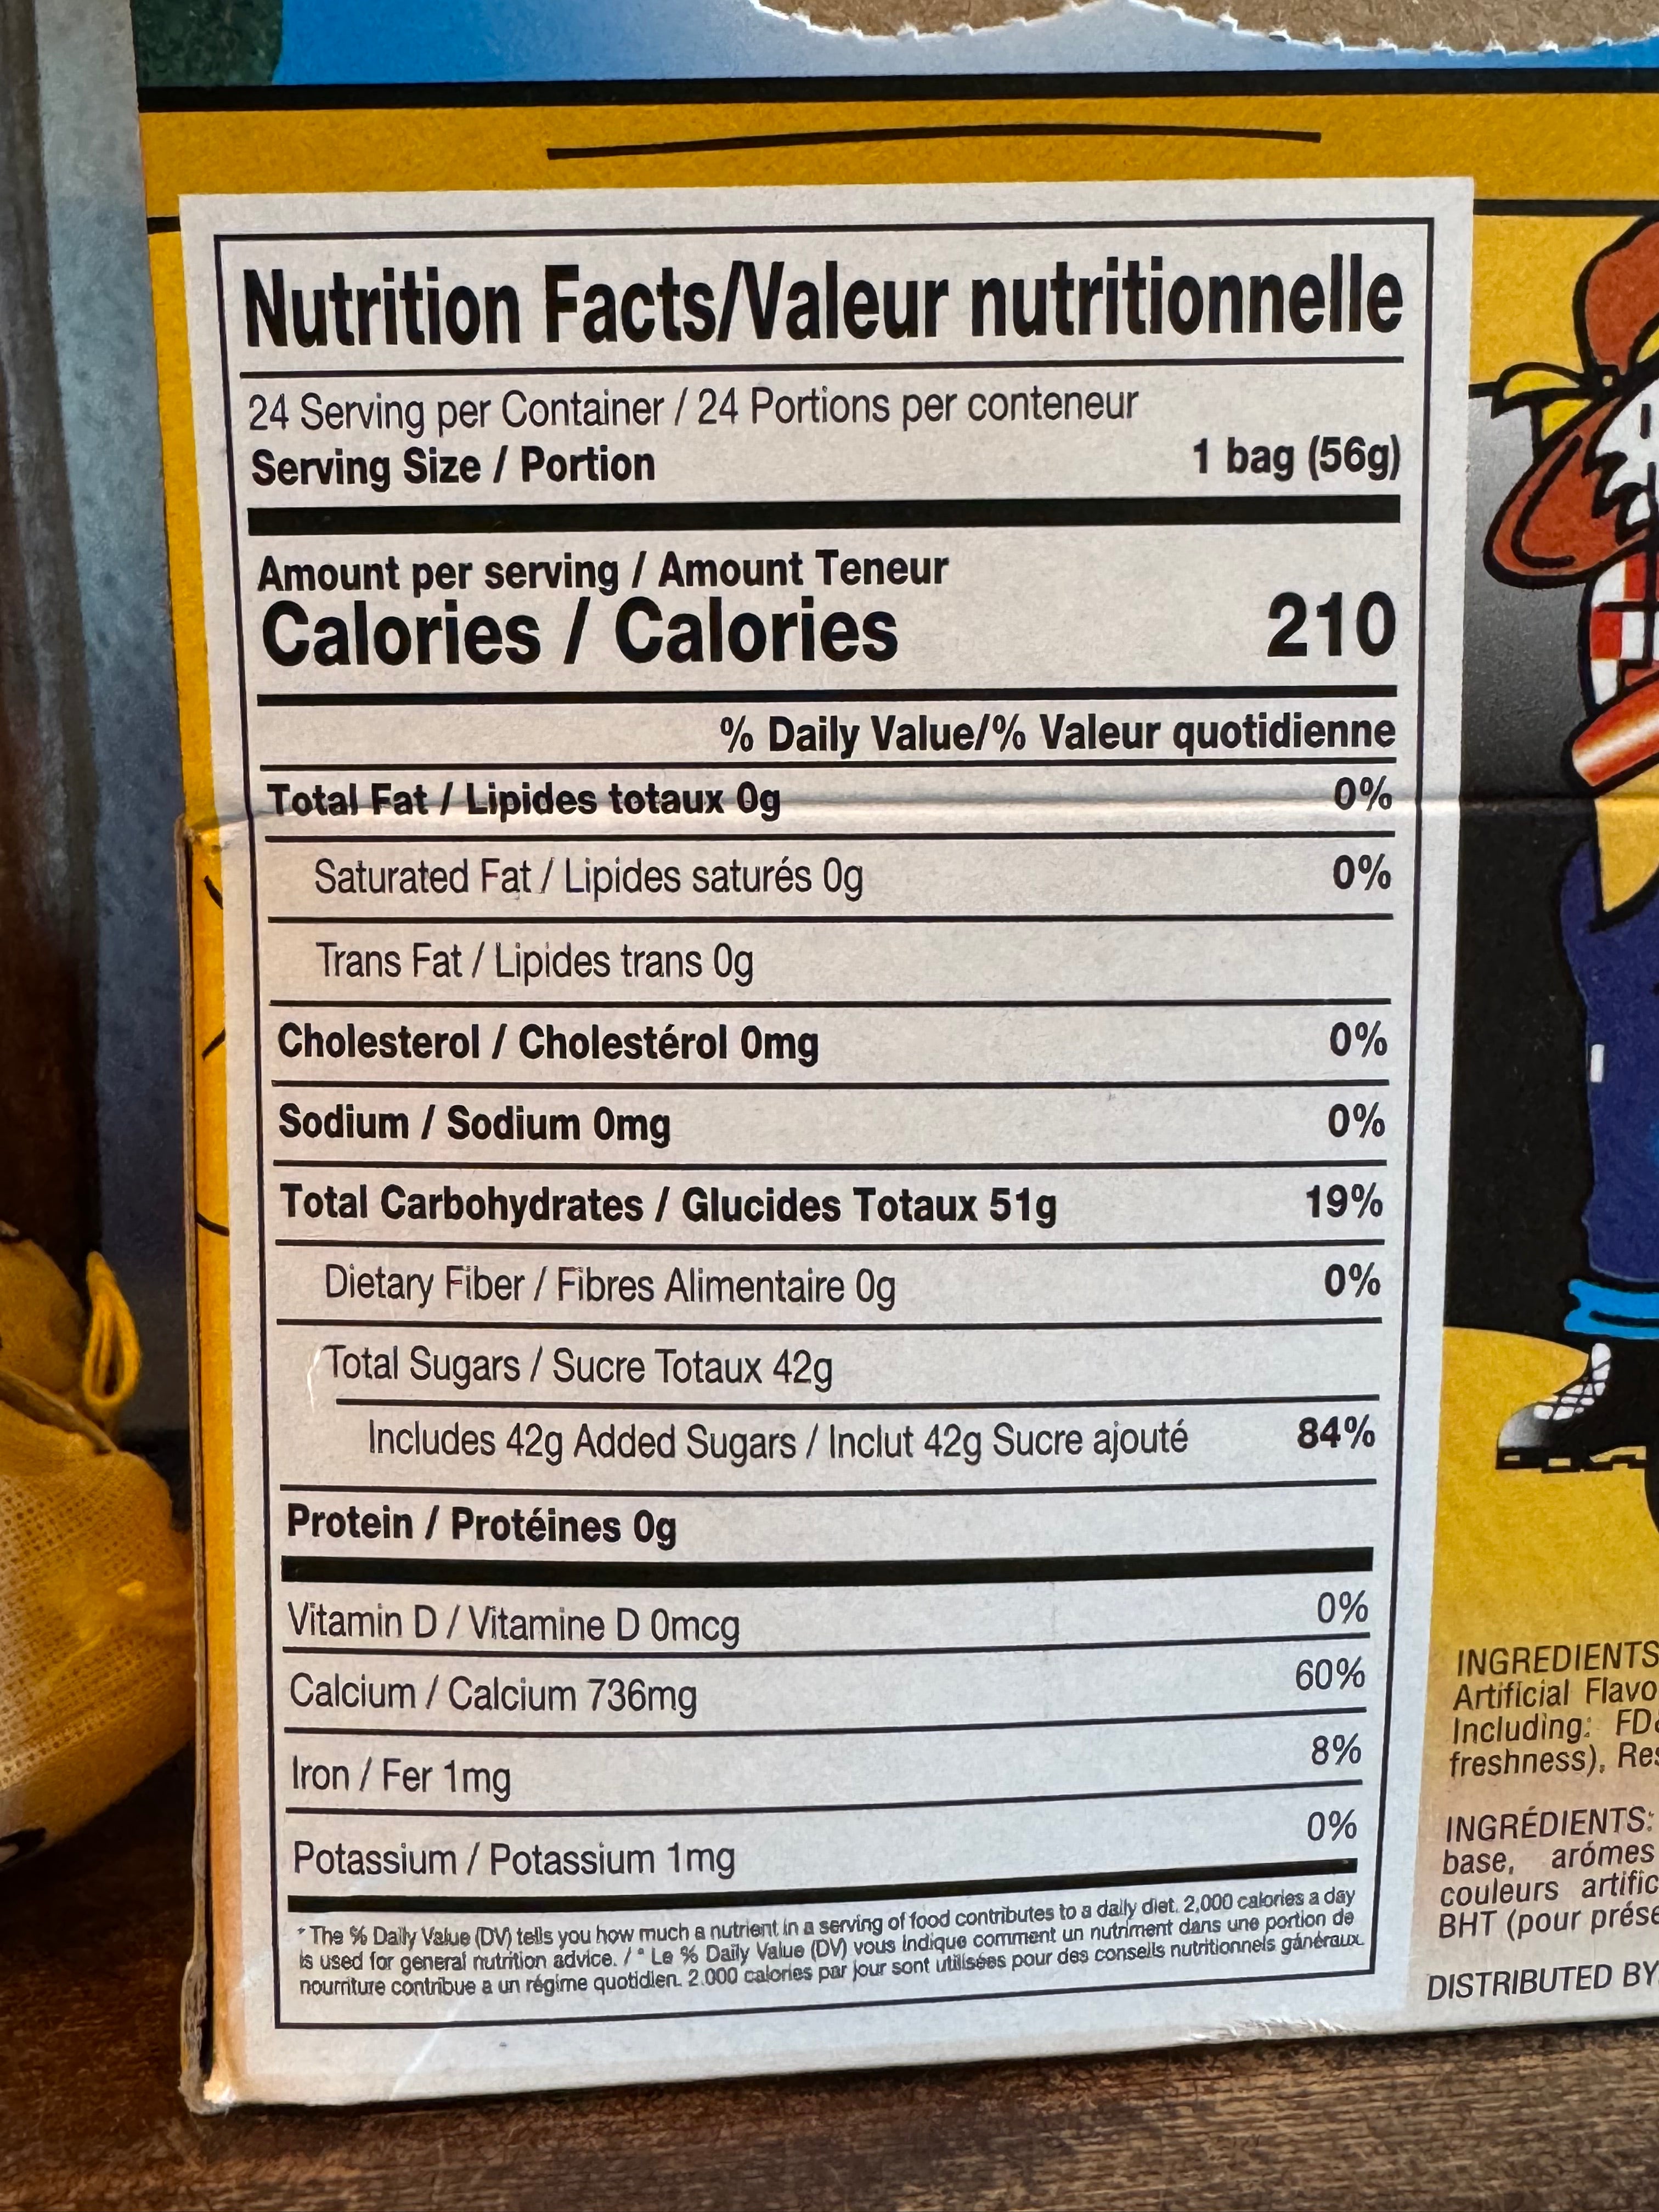 Nutrition Facts/Valeur nutritionnelle
24 Serving per Container / 24 Portions per conteneur
Serving Size / Portion 1 bag (56g)
Amount per serving / Amount Teneur
Calories / Calories 210
% Daily Value/% Valeur quotidienne
Total Fat / Lipides totaux 0g 0%
Saturated Fat / Lipides saturés 0g 0%
Trans Fat / Lipides trans 0g
Cholesterol / Cholestérol 0mg 0%
Sodium / Sodium 0mg 0%
Total Carbohydrates / Glucides Totaux 51g 19%
Dietary Fiber / Fibres Alimentaire 0g 0%
Total Sugars / Sucre Totaux 42g
Includes 42g Added Sugars / Inclut 42g Sucre ajouté 84%
Protein / Protéines 0g
Vitamin D / Vitamine D 0mcg 0%
Calcium / Calcium 736mg 60%
Iron / Fer 1mg 8%
Potassium / Potassium 1mg 0%
* The % Daily Value (DV) tells you how much a nutrient in a serving of food contributes to a daily diet. 2,000 calories a day
is used for general nutrition advice. / * Le % Daily Value (DV) vous indique comment un nutriment dans une portion de
nourriture contribue a un régime quotidien. 2.000 calories par jour sont utilisées pour des conseils nutritionnels gánéraux.
INGREDIENTS
Artificial
Including:
freshness),
INGRÉDIENTS:
base, arómes
couleurs
BHT (pour
DISTRIBUTED BY